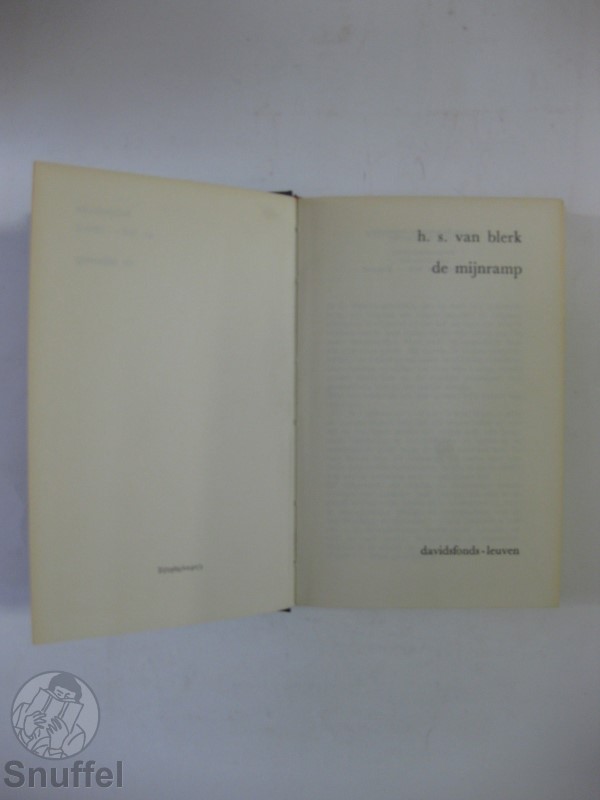 h. s. van blerk
de mijnramp
davidsfonds-leuven
Snuffel